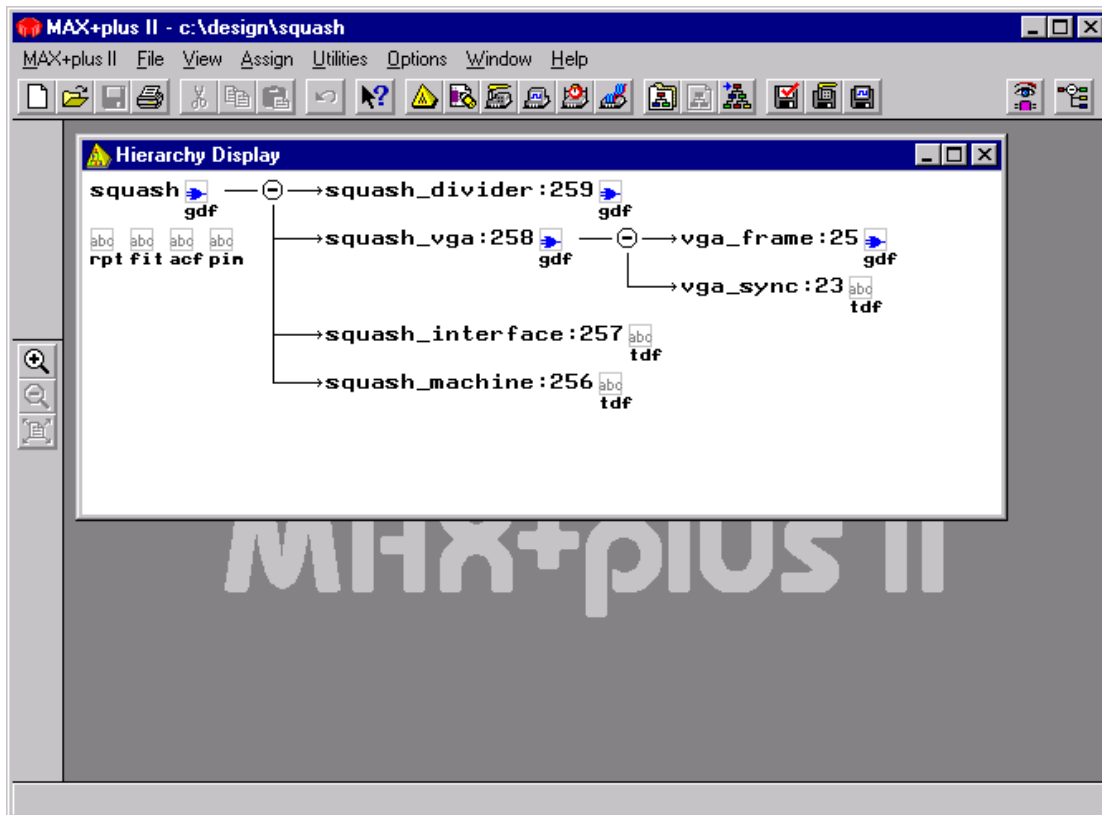 MAX+plus II - c:\design\squash
MAX+plus II File View Assign Utilities Options Window Help
Hierarchy Display
squash gdf
squash_divider:259 gdf
rpt fit acf pin
squash_vga:258 gdf
vga_frame:25 gdf
vga_sync:23 tdf
squash_interface:257 tdf
squash_machine:256 tdf
MAX+plus II